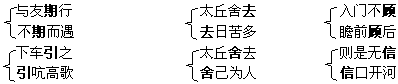 与友期行 太丘舍去 入门不顾
不期而遇 去日苦多 瞻前顾后
下车引之 太丘舍去 则是无信
引吭高歌 舍己为人 信口开河